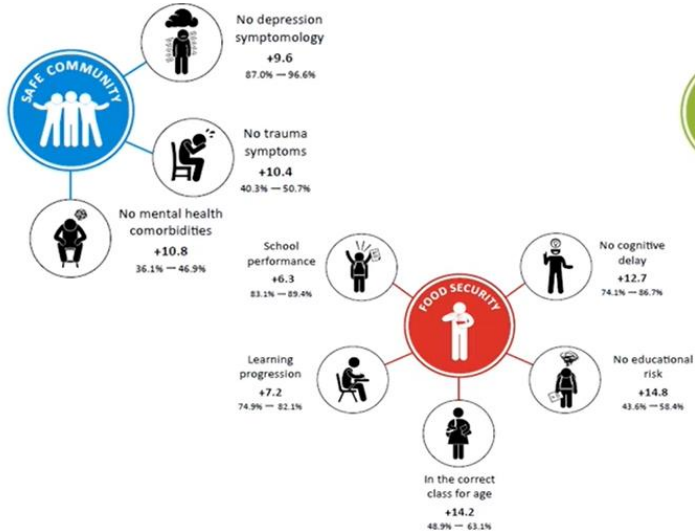 SAFE COMMUNITY
No depression
symptomology
+9.6
87.0% — 96.6%
No trauma
symptoms
+10.4
40.3% — 50.7%
No mental health
comorbidities
+10.8
36.1% — 46.9%
FOOD SECURITY
School
performance
+6.3
83.1% — 89.4%
No cognitive
delay
+12.7
74.1% — 86.7%
Learning
progression
+7.2
74.9% — 82.1%
No educational
risk
+14.8
43.6% — 58.4%
In the correct
class for age
+14.2
48.9% — 63.1%